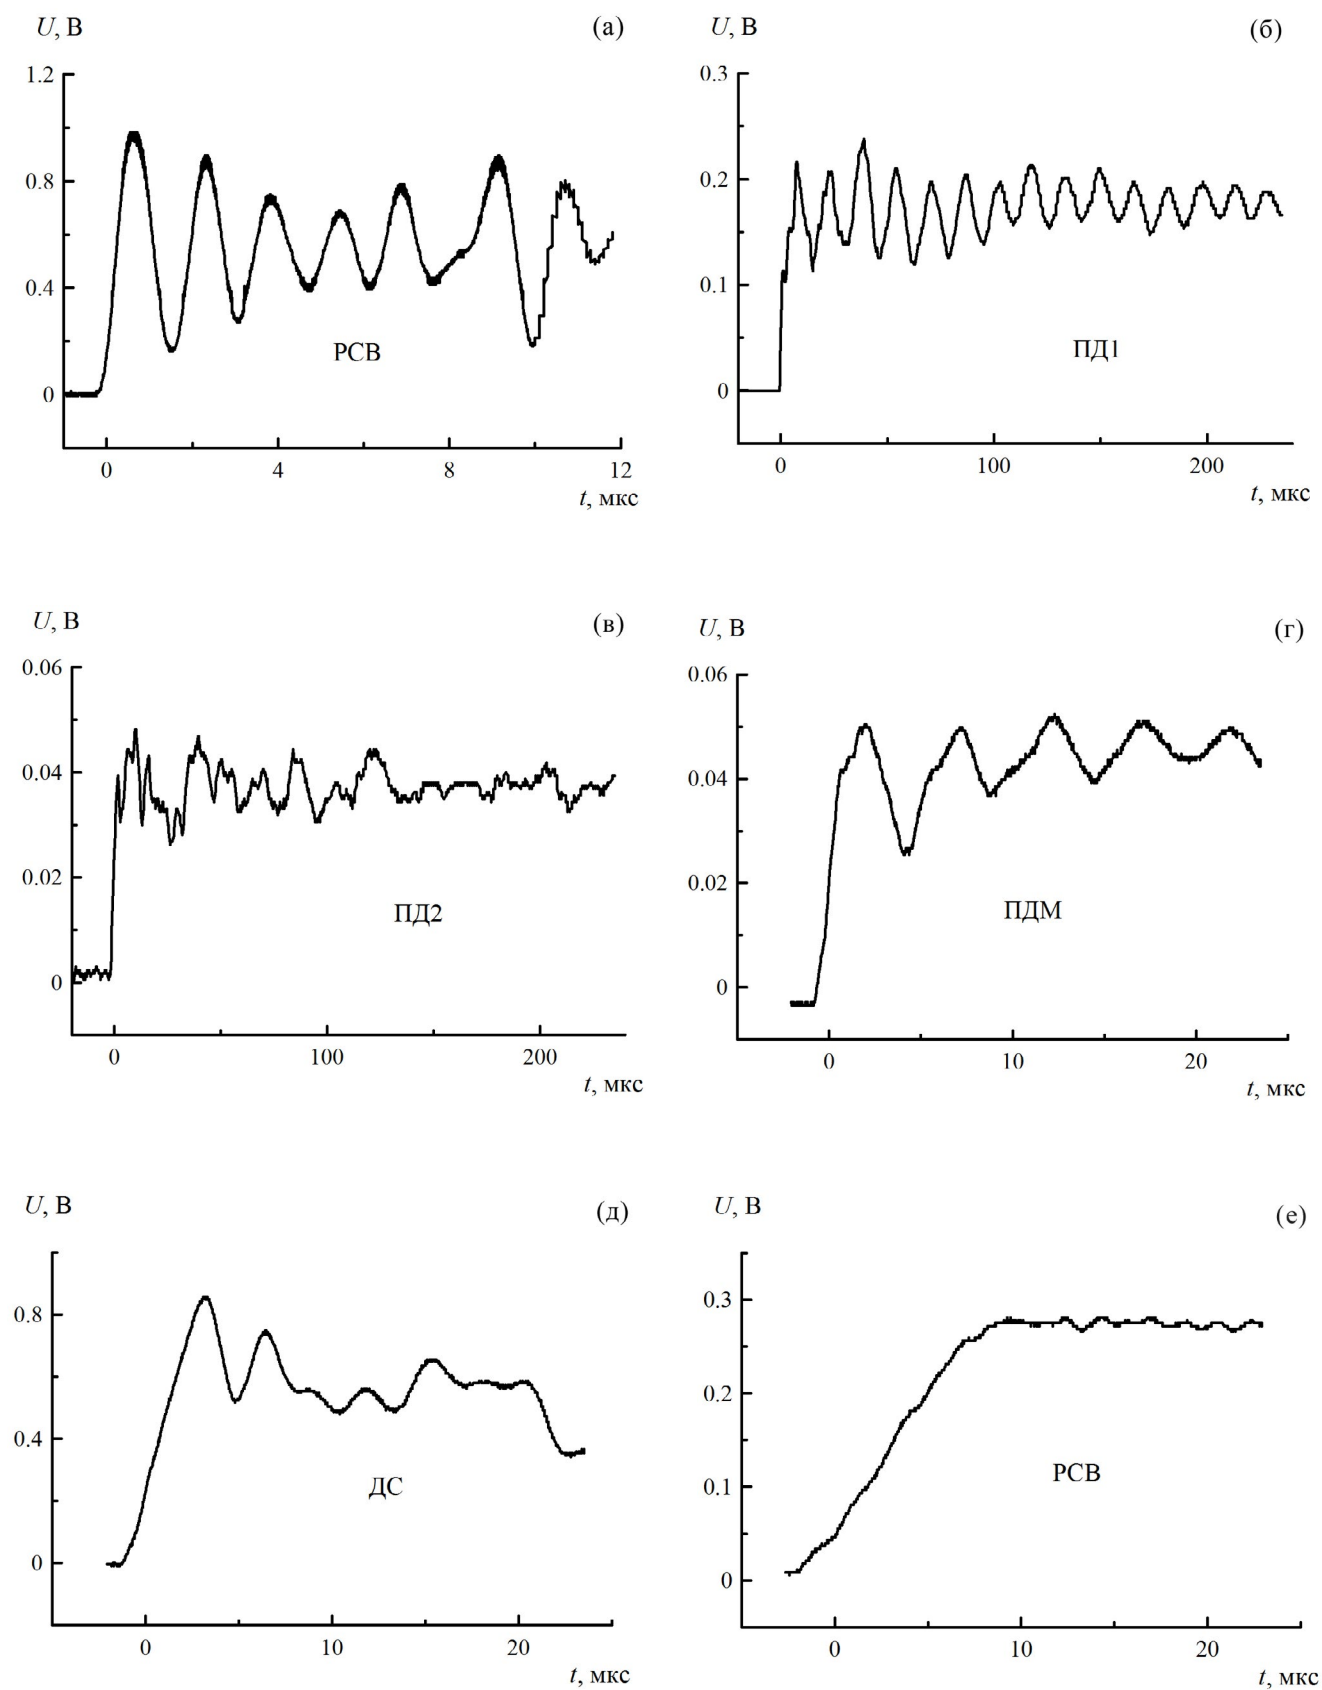 U, В
(а)
1.2
0.8
0.4
0
РСВ
0 4 8 12
t, мкс
U, В
(б)
0.3
0.2
0.1
0
ПД1
0 100 200
t, мкс
U, В
(в)
0.06
0.04
0.02
0
ПД2
0 100 200
t, мкс
U, В
(г)
0.06
0.04
0.02
0
ПДМ
0 10 20
t, мкс
U, В
(д)
0.8
0.4
0
ДС
0 20
t, мкс
U, В
(е)
0.3
0.2
0.1
0
РСВ
0 10 20
t, мкс